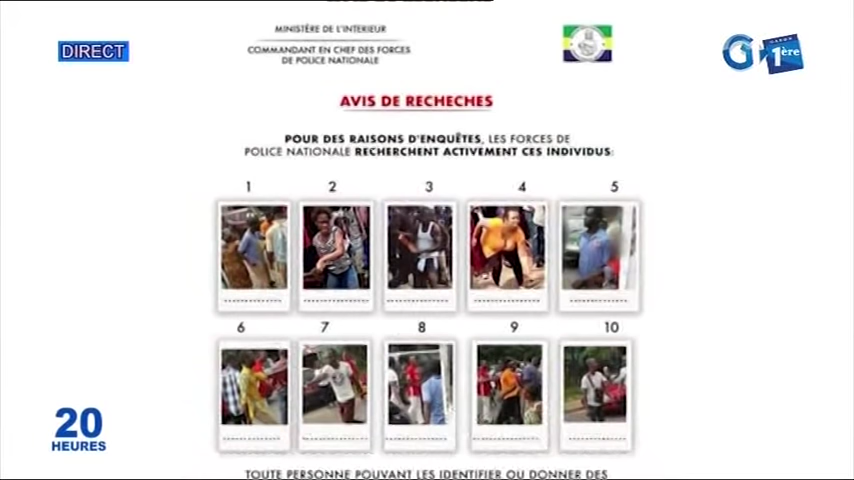 MINISTÈRE DE L'INTERIEUR
COMMANDANT EN CHEF DES FORCES
DE POLICE NATIONALE
DIRECT
GABON
G 1ère
AVIS DE RECHECHES
POUR DES RAISONS D'ENQUÊTES, LES FORCES DE
POLICE NATIONALE RECHERCHENT ACTIVEMENT CES INDIVIDUS:
1 2 3 4 5
6 7 8 9 10
20
HEURES
TOUTE PERSONNE POUVANT LES IDENTIFIER OU DONNER DES